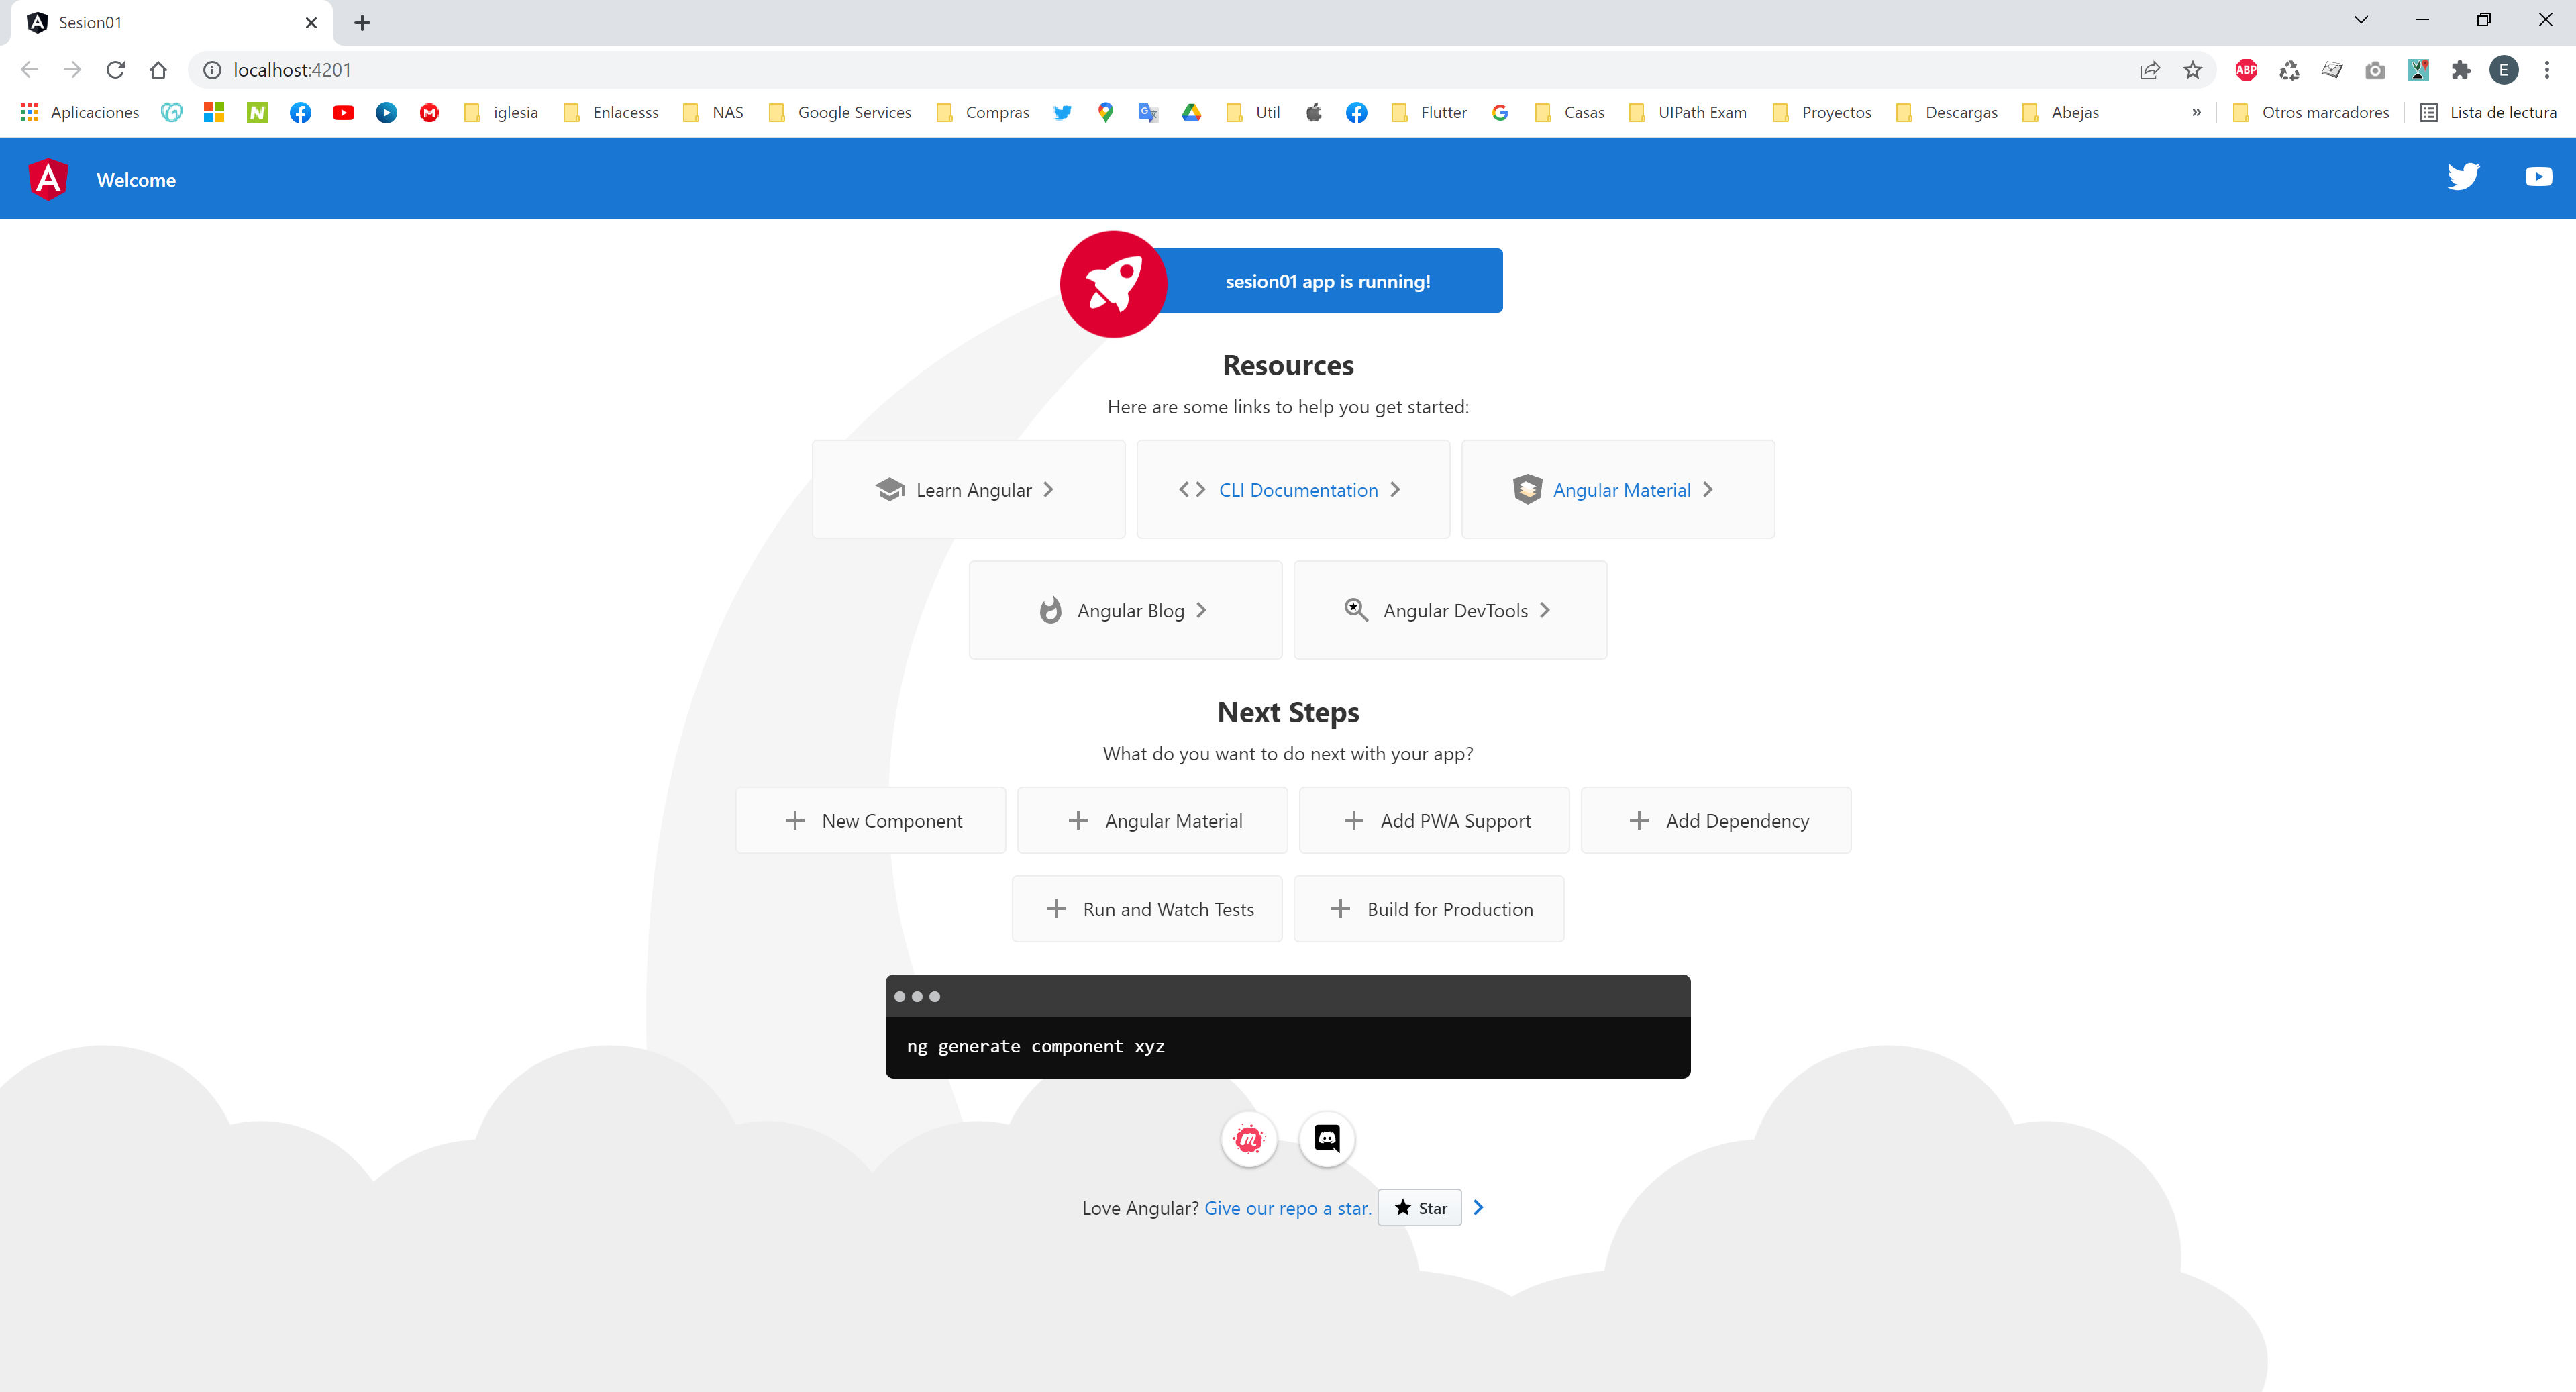 Sesion01
localhost:4201
ABP
E
Aplicaciones iglesia Enlacesss NAS Google Services Compras Util Flutter Casas UIPath Exam Proyectos Descargas Abejas » Otros marcadores Lista de lectura
Welcome
sesion01 app is running!
Resources
Here are some links to help you get started:
Learn Angular CLI Documentation Angular Material
Angular Blog Angular DevTools
Next Steps
What do you want to do next with your app?
New Component Angular Material Add PWA Support Add Dependency
Run and Watch Tests Build for Production
ng generate component xyz
Love Angular? Give our repo a star. Star